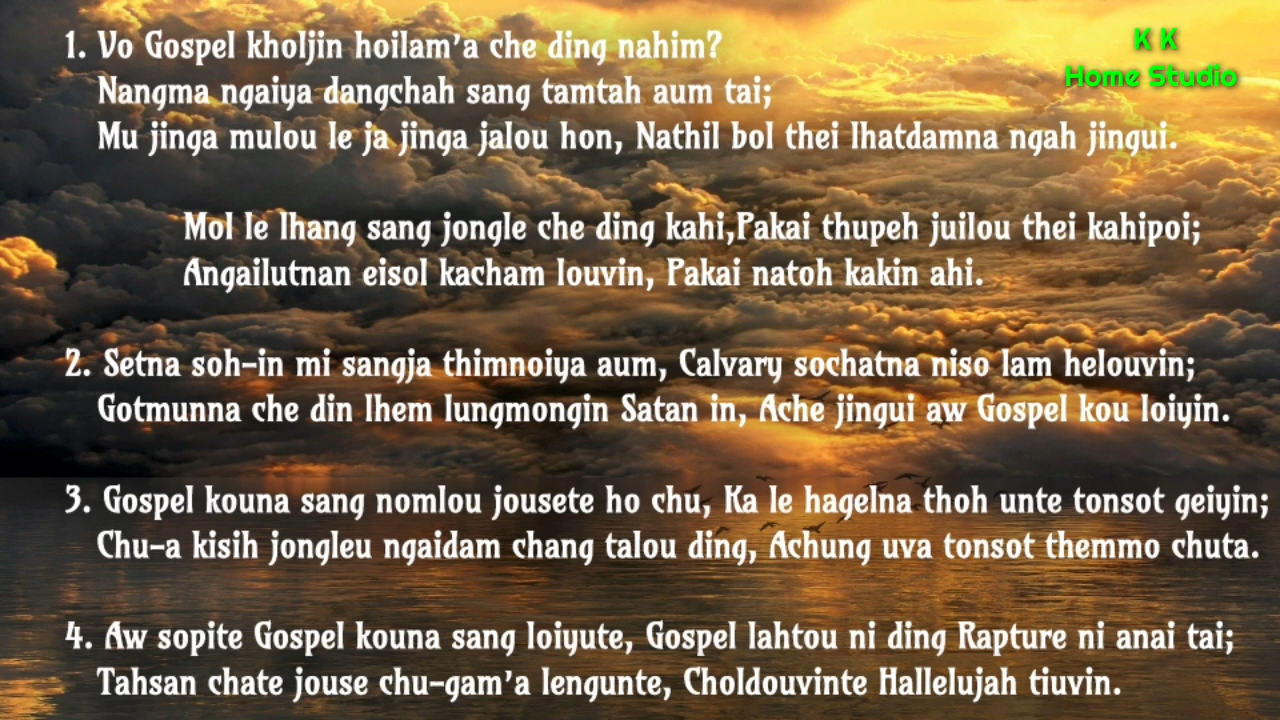 K K
Home Studio
1. Vo Gospel kholjin hoilam'a che ding nahim?
Nangma ngaiya dangchah sang tamtah aum tai;
Mu jinga mulou le ja jinga jalou hon, Nathil bol thei lhatdamna ngah jingui.
Mol le lhang sang jongle che ding kahi,Pakai thupeh juilou thei kahipoi;
Angailutnan eisol kacham louvin, Pakai natoh kakin ahi.
2. Setna soh-in mi sangja thimnoiya aum, Calvary sochatna niso lam helouvin;
Gotmunna che din lhem lungmongin Satan in, Ache jingui aw Gospel kou loiyin.
3. Gospel kouna sang nomlou jousete ho chu, Ka le hagelna thoh unte tonsot geiyin;
Chu-a kisih jongleu ngaidam chang talou ding, Achung uva tonsot themmo chuta.
4. Aw sopite Gospel kouna sang loiyute, Gospel lahtou ni ding Rapture ni anai tai;
Tahsan chate jouse chu-gam'a lengunte, Choldouvinte Hallelujah tiuvin.